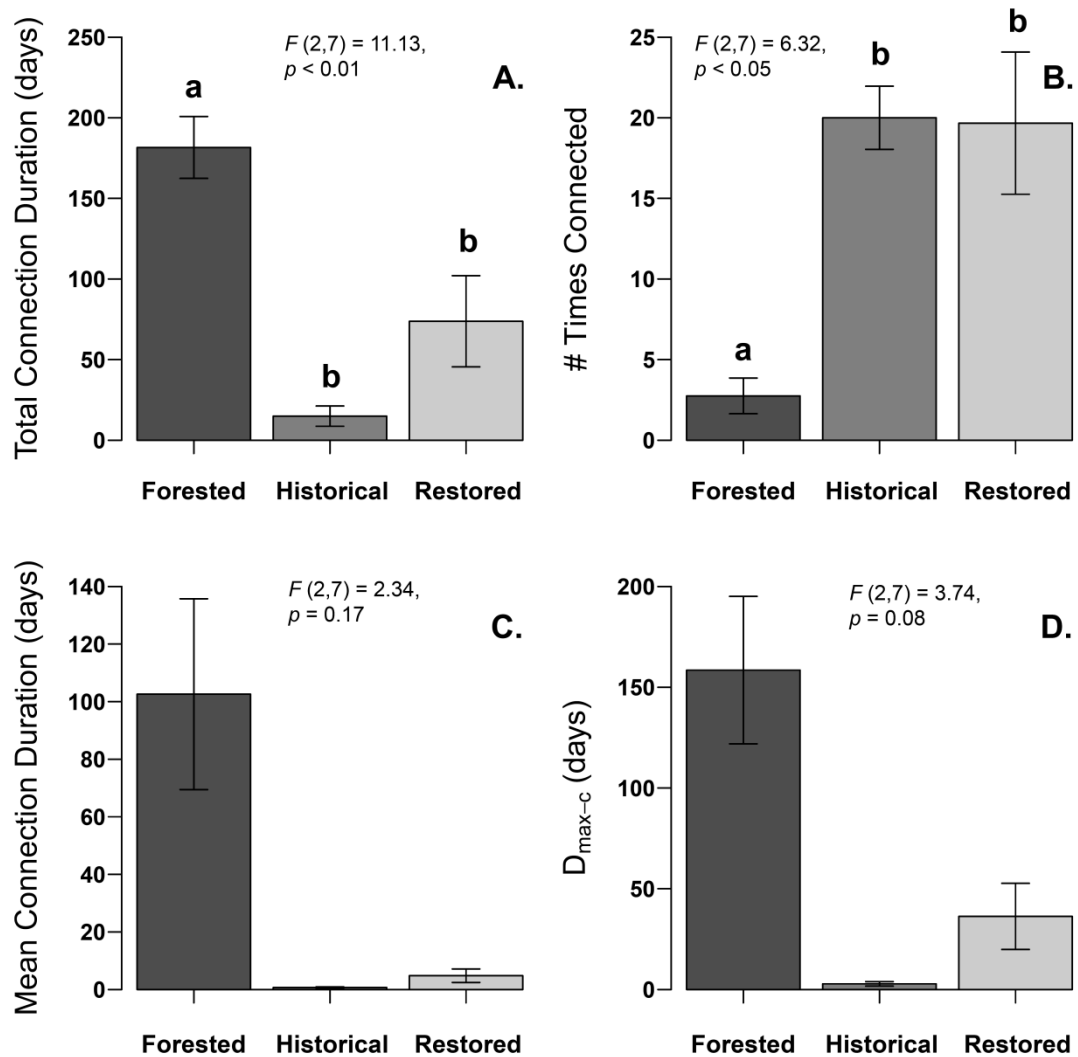 Total Connection Duration (days)
250
200
150
100
50
0
F (2,7) = 11.13,
p < 0.01
A.
a
b
b
Forested Historical Restored
# Times Connected
25
20
15
10
5
0
F (2,7) = 6.32,
p < 0.05
B.
a
b
b
Forested Historical Restored
Mean Connection Duration (days)
140
120
100
80
60
40
20
0
F (2,7) = 2.34,
p = 0.17
C.
Forested Historical Restored
Dmax−c (days)
200
150
100
50
0
F (2,7) = 3.74,
p = 0.08
D.
Forested Historical Restored